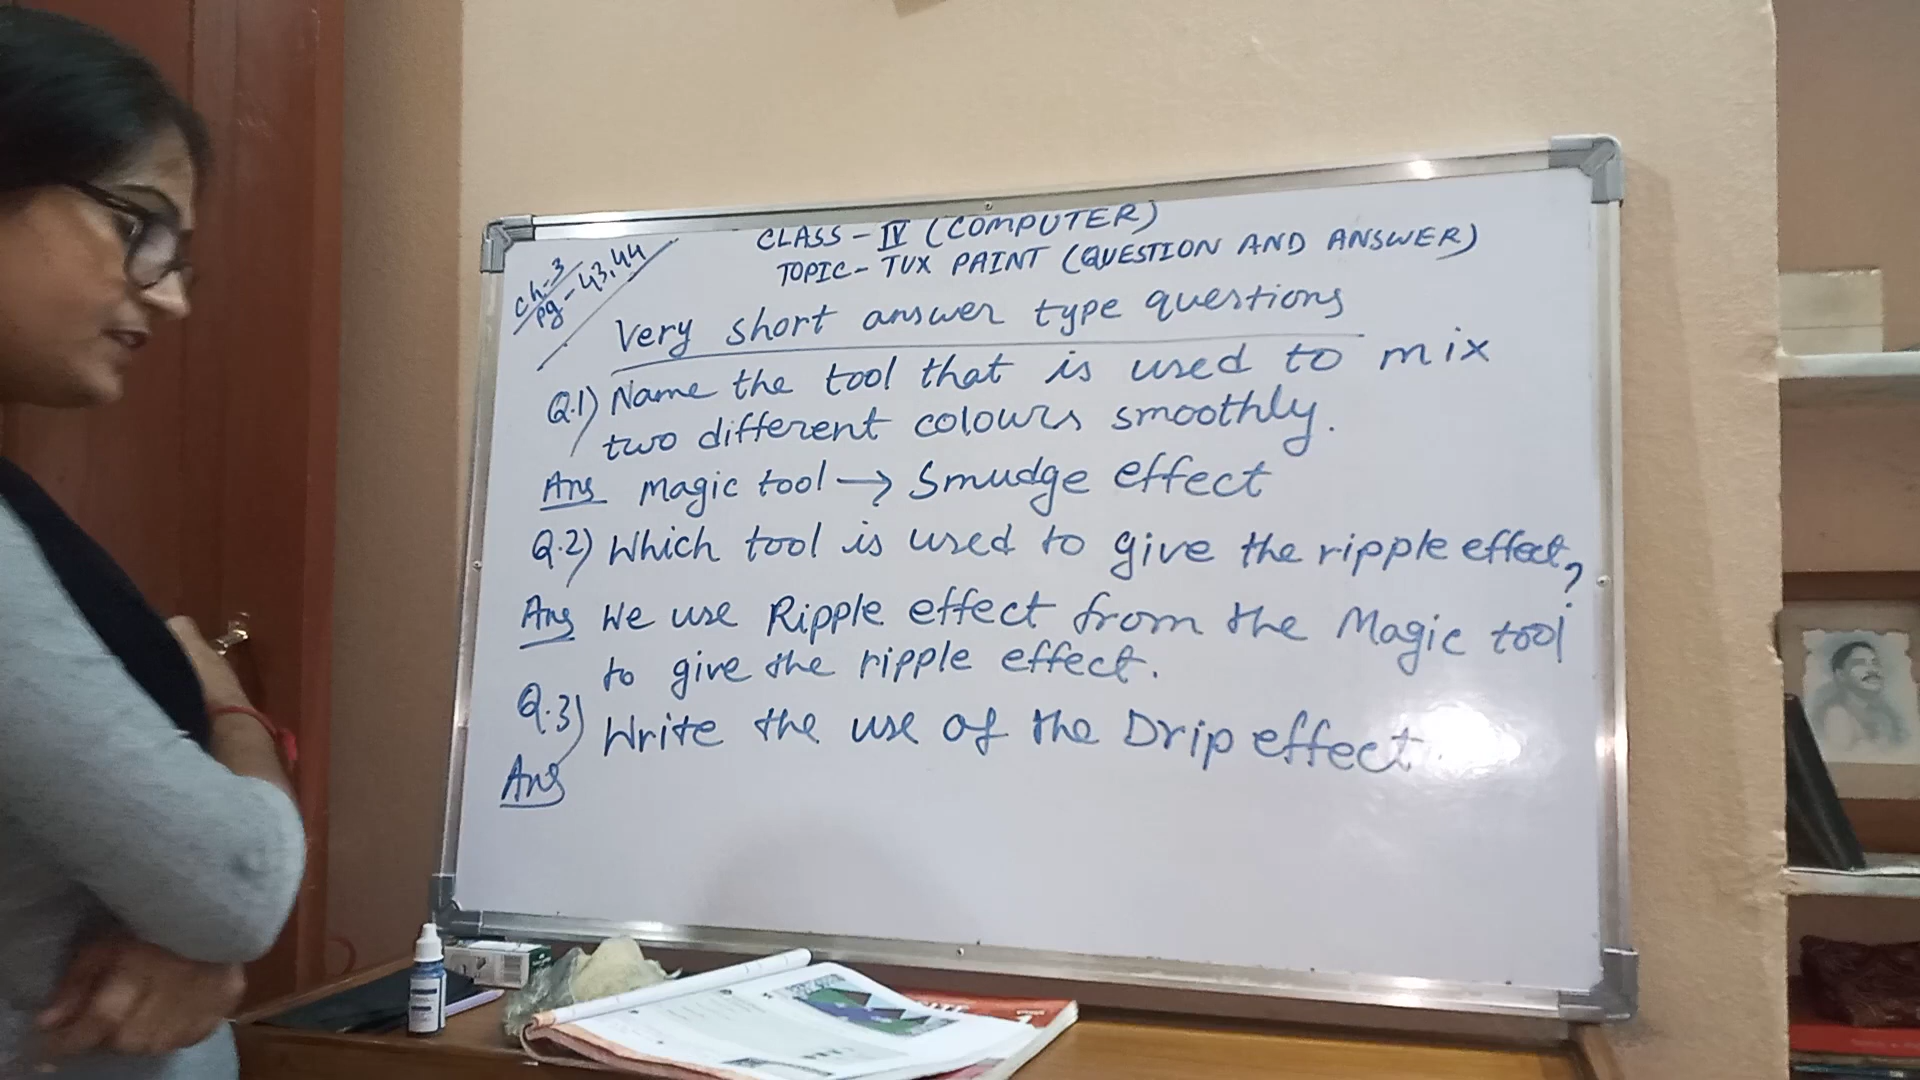 Ch-3
pg-43,44
CLASS-IV (COMPUTER)
TOPIC- TUX PAINT (QUESTION AND ANSWER)
Very short answer type questions
Q.1) Name the tool that is used to mix
two different colours smoothly.
Ans Magic tool → Smudge effect
Q.2) Which tool is used to give the ripple effect?
Ans We use Ripple effect from the Magic tool
to give the ripple effect.
Q.3) Write the use of the Drip effect
Ans